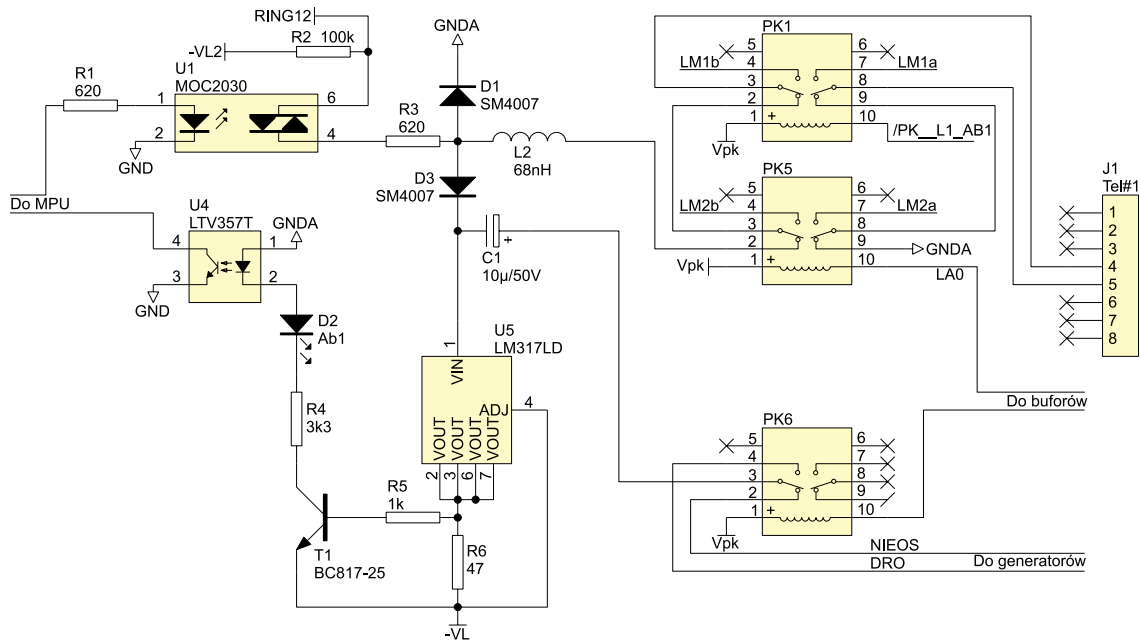 RING12
R2 100k
-VL2
U1
MOC2030
R1
620
1
2
6
4
GND
Do MPU
U4
LTV357T
4
3
1
2
GNDA
GND
D2
Ab1
R4
3k3
T1
BC817-25
R5
1k
R6
47
-VL
GNDA
D1
SM4007
R3
620
L2
68nH
D3
SM4007
C1
10µ/50V
+
U5
LM317LD
1
VIN
ADJ
4
VOUT
VOUT
VOUT
VOUT
2
3
6
7
PK1
5
4
3
2
1
+
6
7
8
9
10
LM1b
LM1a
Vpk
/PK__L1_AB1
PK5
5
4
3
2
1
+
6
7
8
9
10
LM2b
LM2a
GNDA
Vpk
LA0
J1
Tel#1
1
2
3
4
5
6
7
8
Do buforów
PK6
5
4
3
2
1
+
6
7
8
9
10
Vpk
NIEOS
DRO
Do generatorów